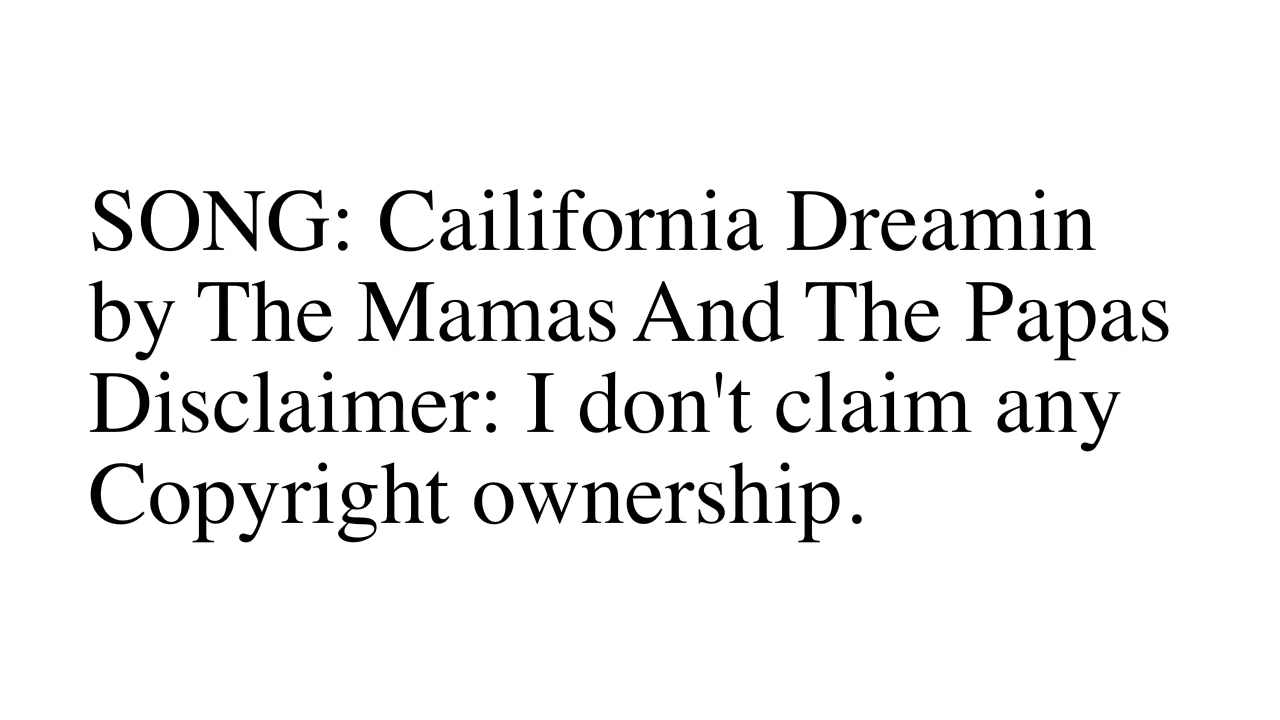 SONG: Cailifornia Dreamin
by The Mamas And The Papas
Disclaimer: I don't claim any
Copyright ownership.